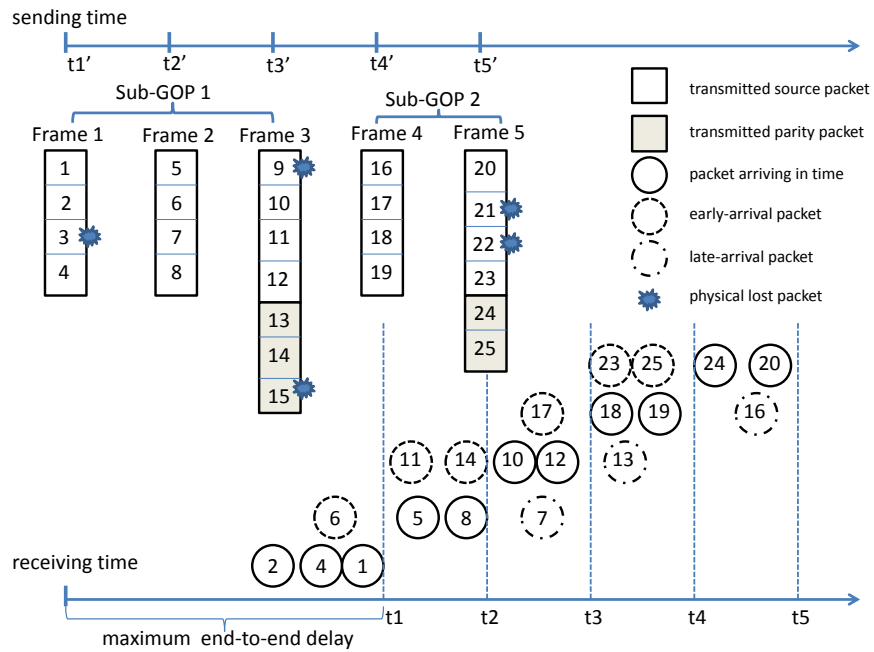 sending time
t1' t2' t3' t4' t5'
Sub-GOP 1 Sub-GOP 2
Frame 1 Frame 2 Frame 3 Frame 4 Frame 5
1 5 9 16 20
2 6 10 17 21
3 7 11 18 22
4 8 12 19 23
13 24
14 25
15
transmitted source packet
transmitted parity packet
packet arriving in time
early-arrival packet
late-arrival packet
physical lost packet
23 25 24 20
17 18 19 16
11 14 10 12 13
6 5 8 7
2 4 1
receiving time
t1 t2 t3 t4 t5
maximum end-to-end delay